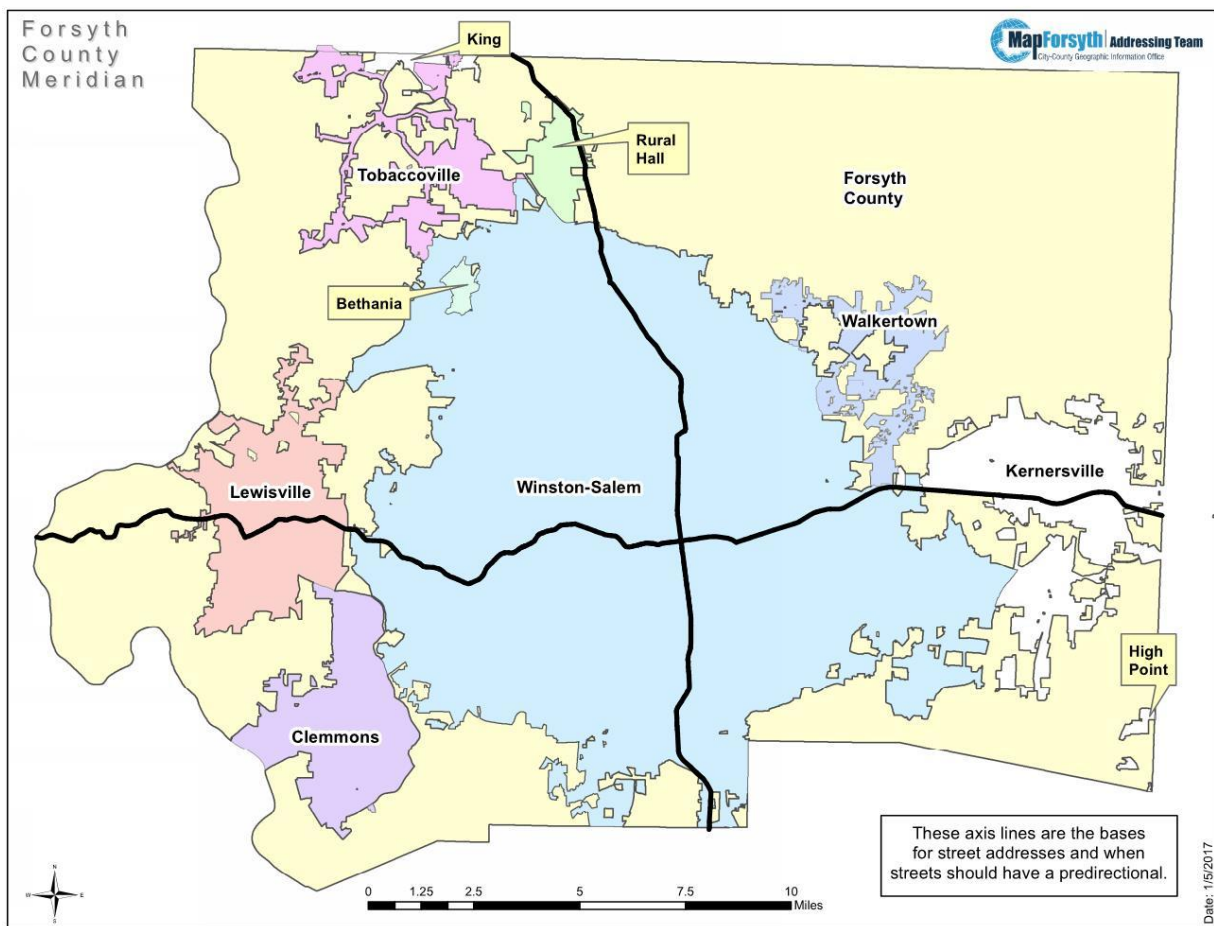 Forsyth
County
Meridian
MapForsyth Addressing Team
City-County Geographic Information Office
King
Rural
Hall
Tobaccoville
Forsyth
County
Bethania
Walkertown
Kernersville
Lewisville
Winston-Salem
High
Point
Clemmons
These axis lines are the bases
for street addresses and when
streets should have a predirectional.
N
W
E
S
0 1.25 2.5 5 7.5 10
Miles
Date: 1/5/2017